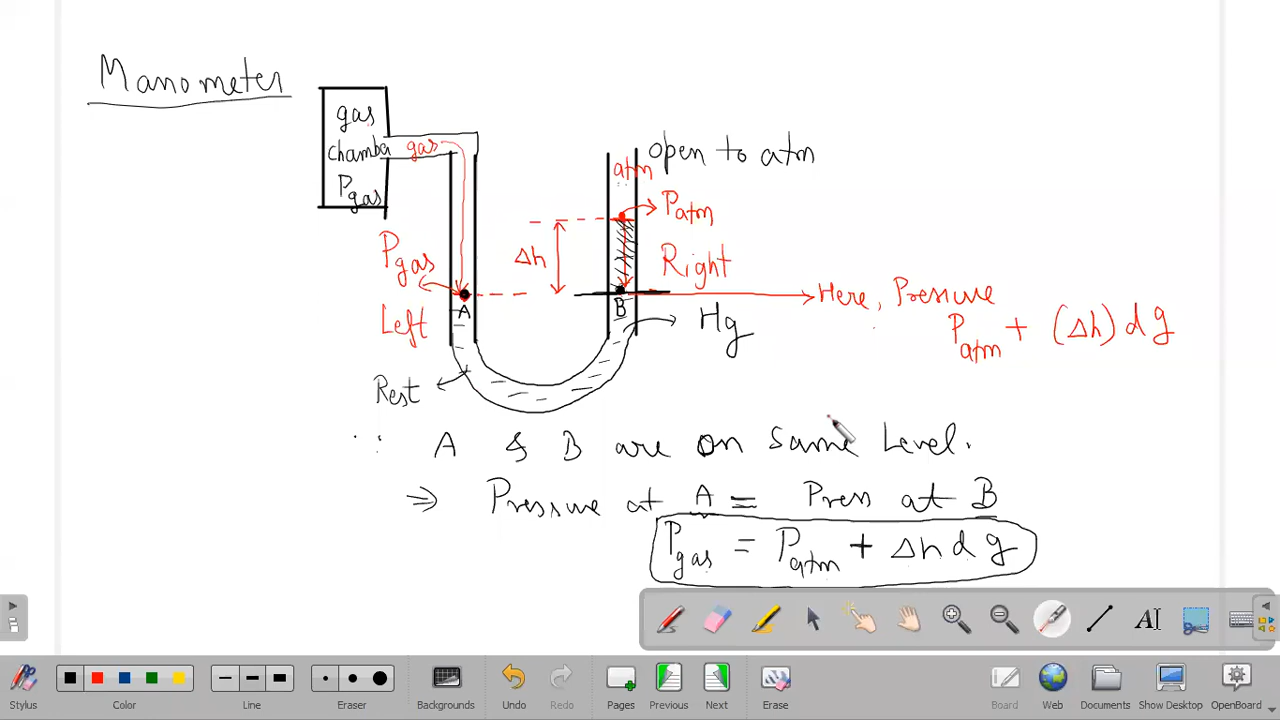 Manometer
gas
chamba
Pgas
gas
atm
open to atm
Patm
Δh
Pgas
Right
Left
A
B
Hg
Here, Pressure
Patm + (Δh) d g
Rest
∵ A & B are on Same Level.
⇒ Pressure at A = Press at B
Pgas = Patm + Δh d g
Stylus
Color
Line
Eraser
Backgrounds
Undo
Redo
Pages
Previous
Next
Erase
Board
Web
Documents
Show Desktop
OpenBoard